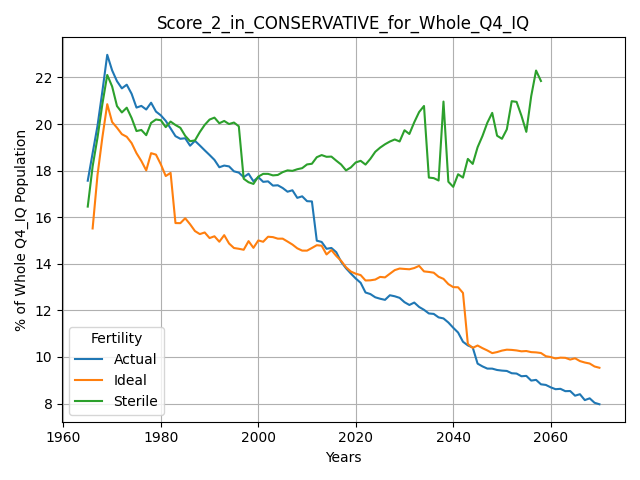 Score_2_in_CONSERVATIVE_for_Whole_Q4_IQ
% of Whole Q4_IQ Population
22
20
18
16
14
12
10
8
Fertility
Actual
Ideal
Sterile
1960 1980 2000 2020 2040 2060
Years